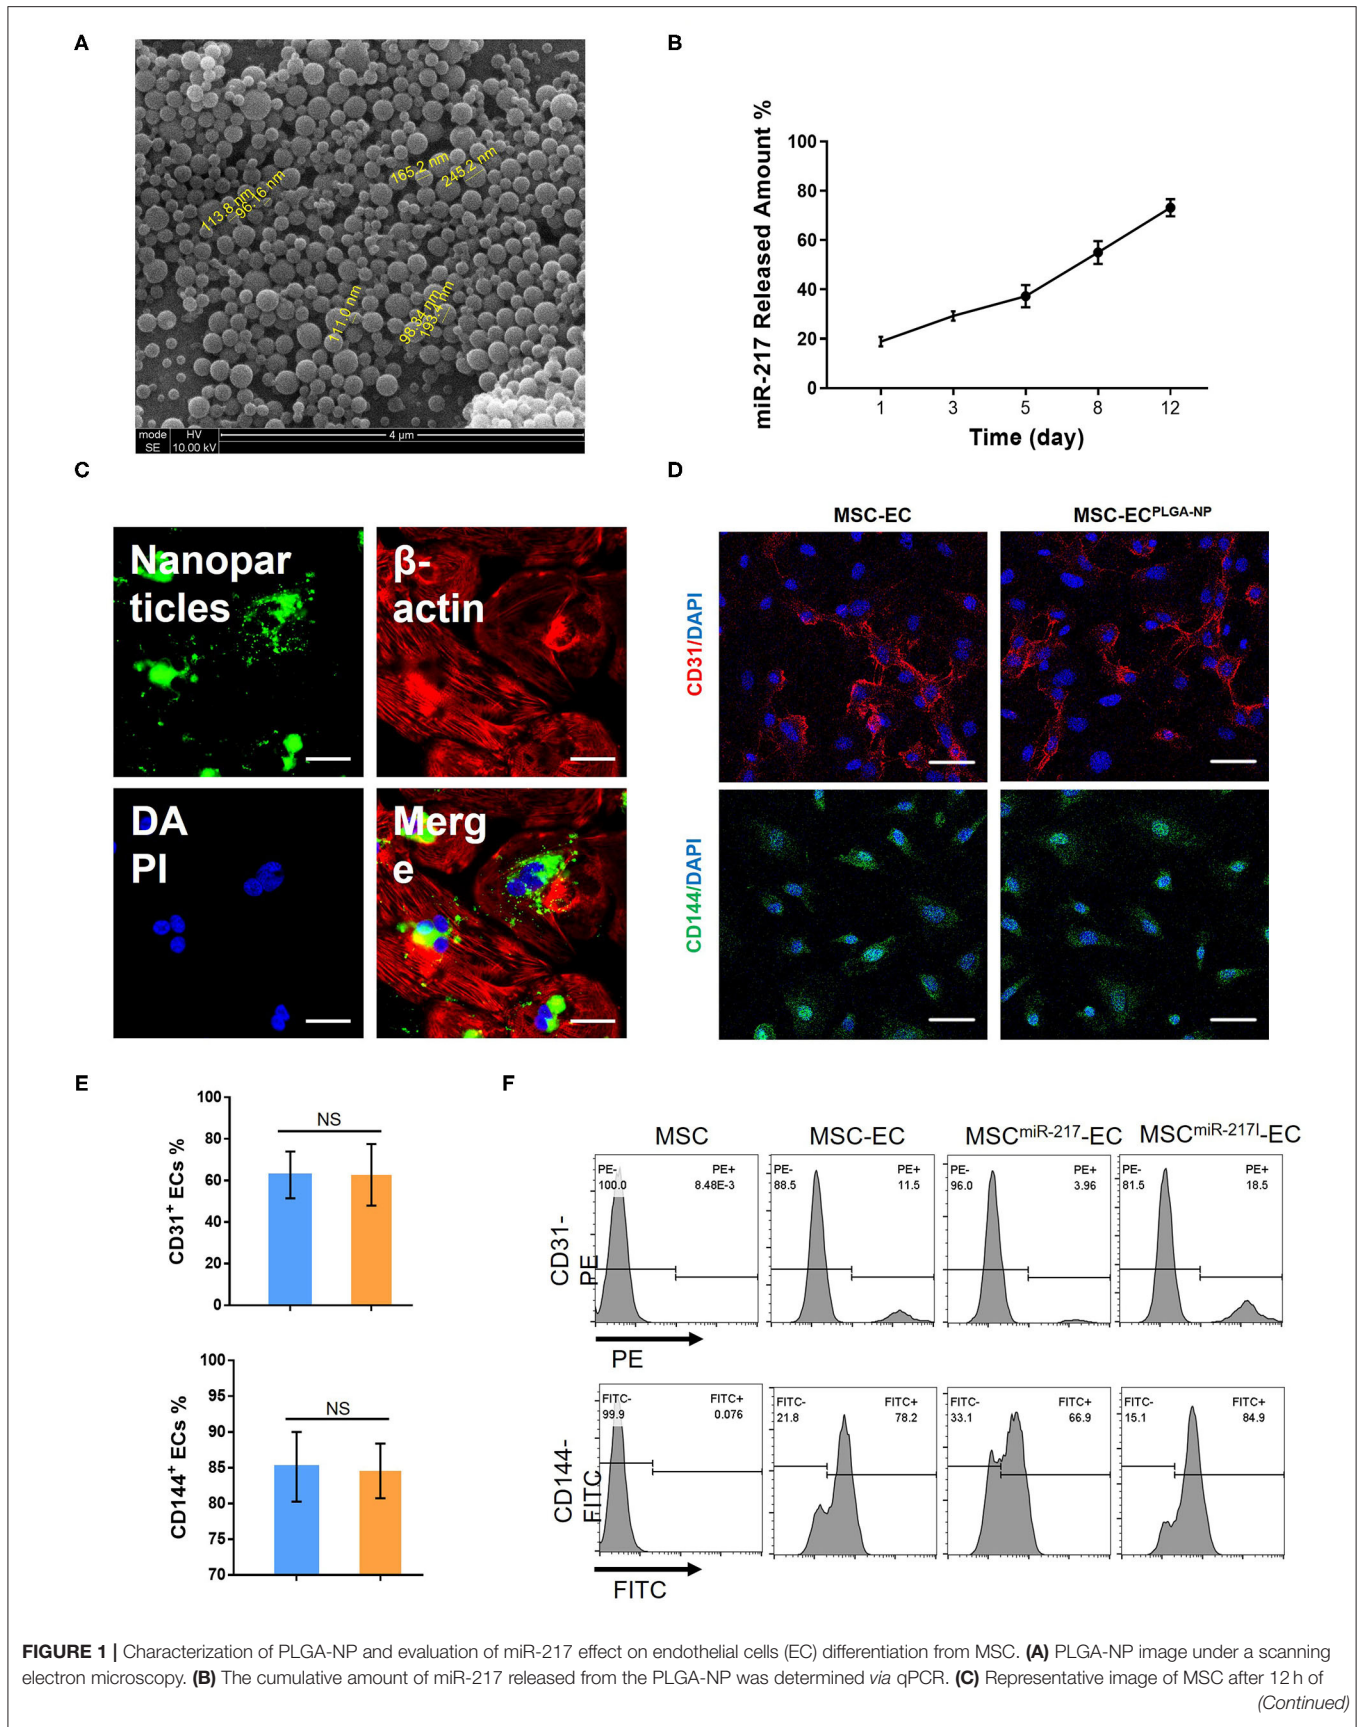 A
113.8 nm
96.16 nm
165.2 nm
245.2 nm
111.0 nm
98.34 nm
193.4 nm
mode HV
SE 10.00 kV
4 µm
B
miR-217 Released Amount %
100
80
60
40
20
0
1 3 5 8 12
Time (day)
C
Nanopar
ticles
β-
actin
DA
PI
Merg
e
D
MSC-EC MSC-ECPLGA-NP
CD31/DAPI
CD144/DAPI
E
CD31+ ECs %
100
80
60
40
20
0
NS
CD144+ ECs %
100
95
90
85
80
75
70
NS
F
MSC MSC-EC MSCmiR-217-EC MSCmiR-217I-EC
CD31-
PE
PE- PE+
100.0 8.48E-3
PE- PE+
88.5 11.5
PE- PE+
96.0 3.96
PE- PE+
81.5 18.5
PE
CD144-
FITC
FITC- FITC+
99.9 0.076
FITC- FITC+
21.8 78.2
FITC- FITC+
33.1 66.9
FITC- FITC+
15.1 84.9
FITC
FIGURE 1 | Characterization of PLGA-NP and evaluation of miR-217 effect on endothelial cells (EC) differentiation from MSC. (A) PLGA-NP image under a scanning
electron microscopy. (B) The cumulative amount of miR-217 released from the PLGA-NP was determined via qPCR. (C) Representative image of MSC after 12 h of
(Continued)